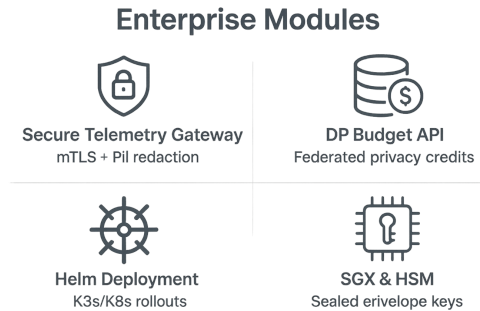 Enterprise Modules
Secure Telemetry Gateway
mTLS + Pil redaction
$
DP Budget API
Federated privacy credits
Helm Deployment
K3s/K8s rollouts
SGX & HSM
Sealed erivelope keys